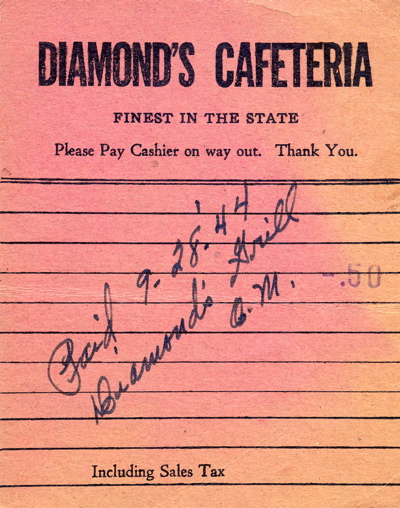 DIAMOND'S CAFETERIA
FINEST IN THE STATE
Please Pay Cashier on way out. Thank You.
Paid 9-28-44
Diamond's Grill
C.M.
-.50
Including Sales Tax